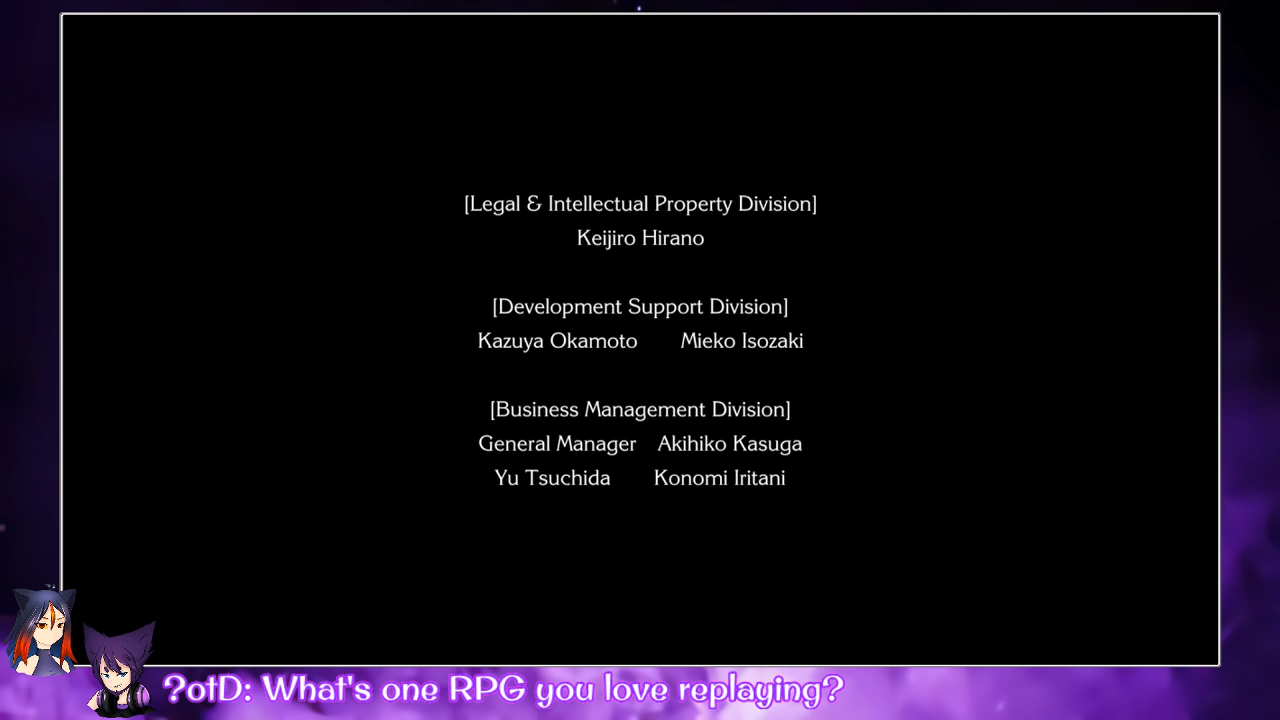 [Legal & Intellectual Property Division]
Keijiro Hirano
[Development Support Division]
Kazuya Okamoto Mieko Isozaki
[Business Management Division]
General Manager Akihiko Kasuga
Yu Tsuchida Konomi Iritani
?otD: What's one RPG you love replaying?